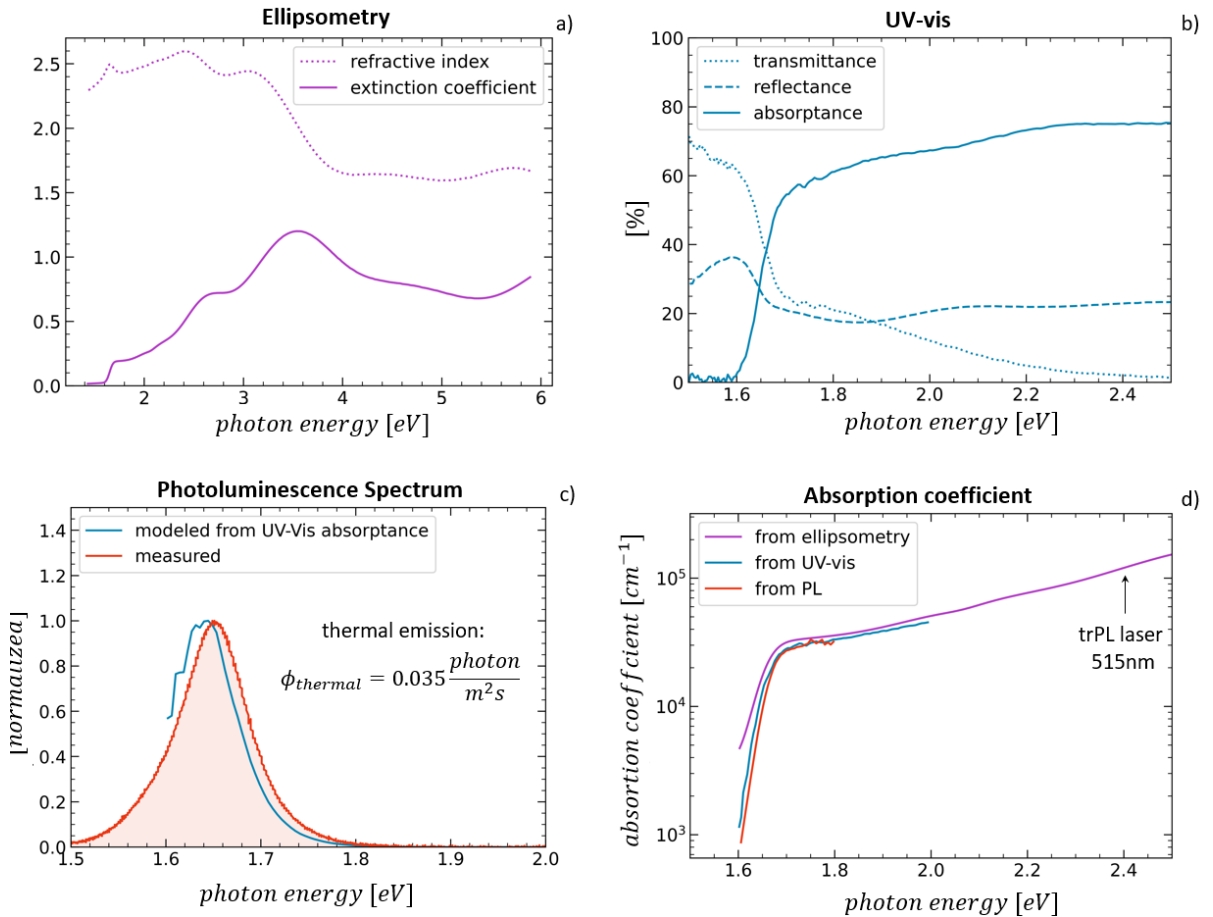 Ellipsometry
a)
refractive index
extinction coefficient
2.5
2.0
1.5
1.0
0.5
0.0
2
3
4
5
6
photon energy [eV]
UV-vis
b)
transmittance
reflectance
absorptance
100
80
60
40
20
0
[%]
1.6
1.8
2.0
2.2
2.4
photon energy [eV]
Photoluminescence Spectrum
c)
modeled from UV-Vis absorptance
measured
1.4
1.2
1.0
0.8
0.6
0.4
0.2
0.0
[normauzea]
thermal emission:
ϕthermal = 0.035 photon
m²s
1.5
1.6
1.7
1.8
1.9
2.0
photon energy [eV]
Absorption coefficient
d)
from ellipsometry
from UV-vis
from PL
10⁵
10⁴
10³
absortion coefficient [cm⁻¹]
trPL laser
515nm
1.6
1.8
2.0
2.2
2.4
photon energy [eV]